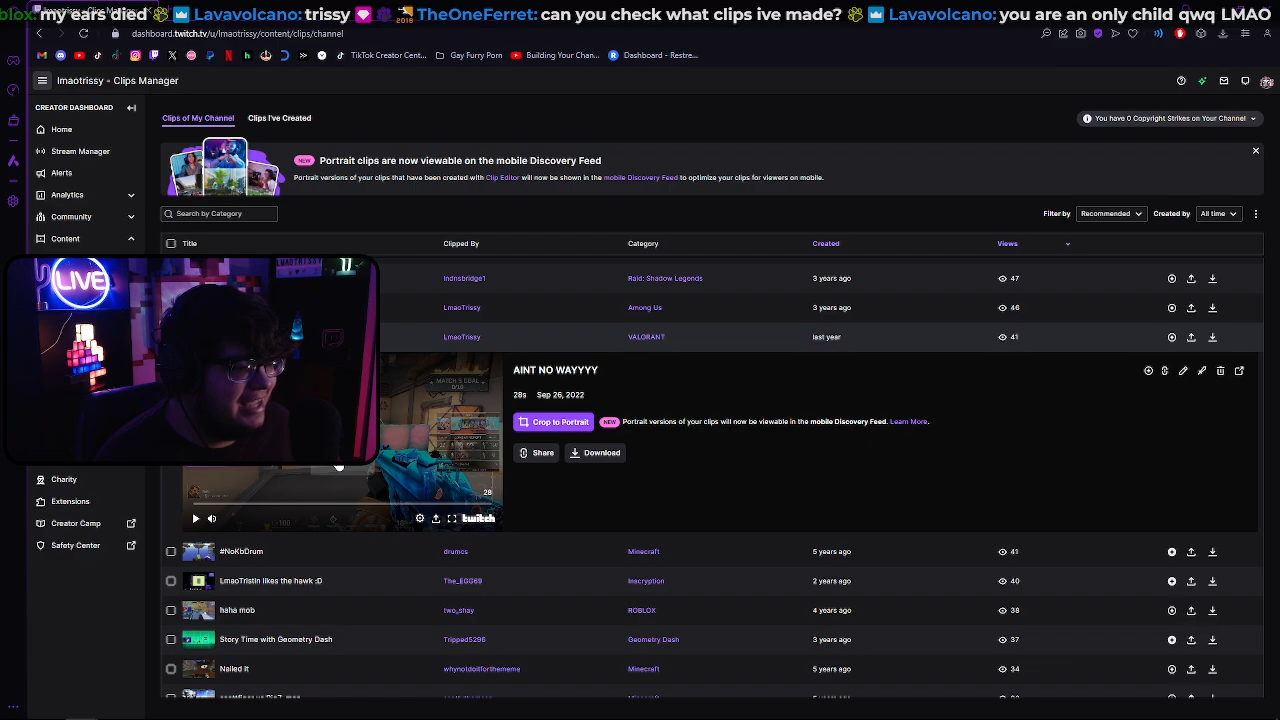 blox: my ears died Lavavolcano: trissy 2018 TheOneFerret: can you check what clips ive made? Lavavolcano: you are an only child qwq LMAO
dashboard.twitch.tv/u/lmaotrissy/content/clips/channel
TikTok Creator Cent... Gay Furry Porn Building Your Chan... Dashboard - Restre...
lmaotrissy - Clips Manager
CREATOR DASHBOARD
Home
Stream Manager
Alerts
Analytics
Community
Content
Charity
Extensions
Creator Camp
Safety Center
Clips of My Channel Clips I've Created
You have 0 Copyright Strikes on Your Channel
NEW Portrait clips are now viewable on the mobile Discovery Feed
Portrait versions of your clips that have been created with Clip Editor will now be shown in the mobile Discovery Feed to optimize your clips for viewers on mobile.
Search by Category
Filter by Recommended Created by All time
Title Clipped By Category Created Views
lndnsbridge1 Raid: Shadow Legends 3 years ago 47
LmaoTrissy Among Us 3 years ago 46
LmaoTrissy VALORANT last year 41
LIVE
MATCH 5 GOAL
AINT NO WAYYYY
28s Sep 26, 2022
Crop to Portrait NEW Portrait versions of your clips will now be viewable in the mobile Discovery Feed. Learn More.
Share Download
28
twitch
#NoKbDrum drumcs Minecraft 5 years ago 41
LmaoTristin likes the hawk :D The_EGG69 Inscryption 2 years ago 40
haha mob two_shay ROBLOX 4 years ago 38
Story Time with Geometry Dash Tripped5296 Geometry Dash 3 years ago 37
Nailed it whynotdoitforthememe Minecraft 5 years ago 34